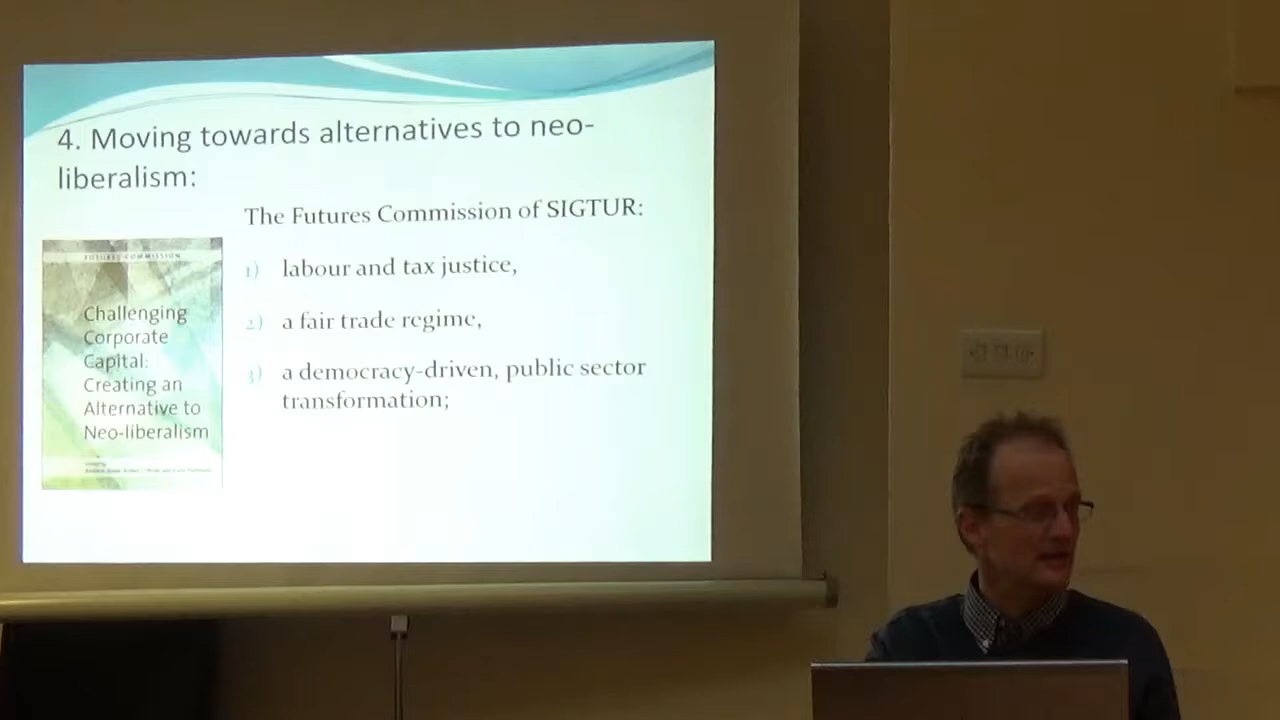 4. Moving towards alternatives to neo-
liberalism:
The Futures Commission of SIGTUR:
1) labour and tax justice,
2) a fair trade regime,
3) a democracy-driven, public sector
transformation;
FUTURES COMMISSION
Challenging
Corporate
Capital:
Creating an
Alternative to
Neo-liberalism